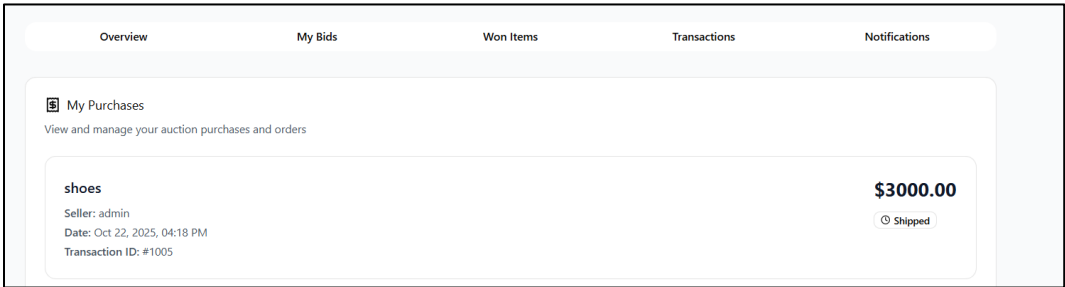 Overview My Bids Won Items Transactions Notifications
My Purchases
View and manage your auction purchases and orders
shoes
$3000.00
Seller: admin
Shipped
Date: Oct 22, 2025, 04:18 PM
Transaction ID: #1005